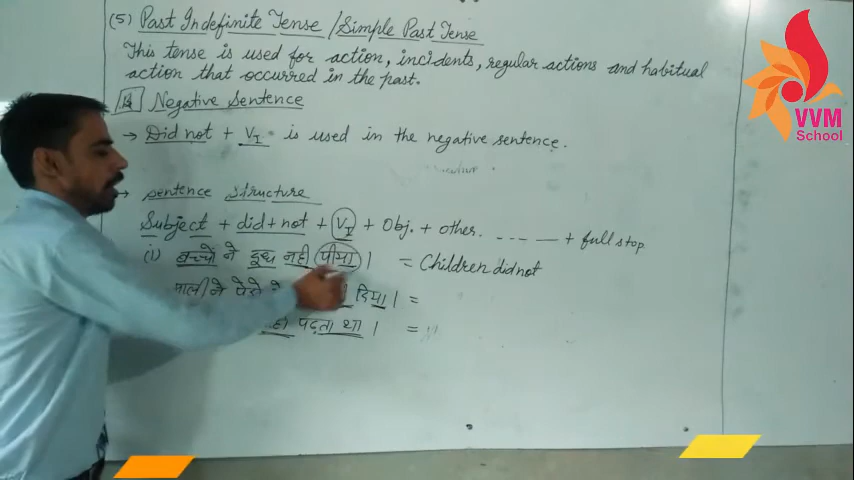 (5) Past Indefinite Tense / Simple Past Tense
This tense is used for action, incidents, regular actions and habitual
action that occurred in the past.
Negative Sentence
→ Did not + V₁ = is used in the negative sentence.
→ Sentence Structure
Subject + did + not + V₁ + Obj. + other. ---- + full stop
(i) बच्चों ने दूध नहीं पीया। = Children did not
माली ने पेड़ो दिया। =
पढ़ता था। =
VVM
School